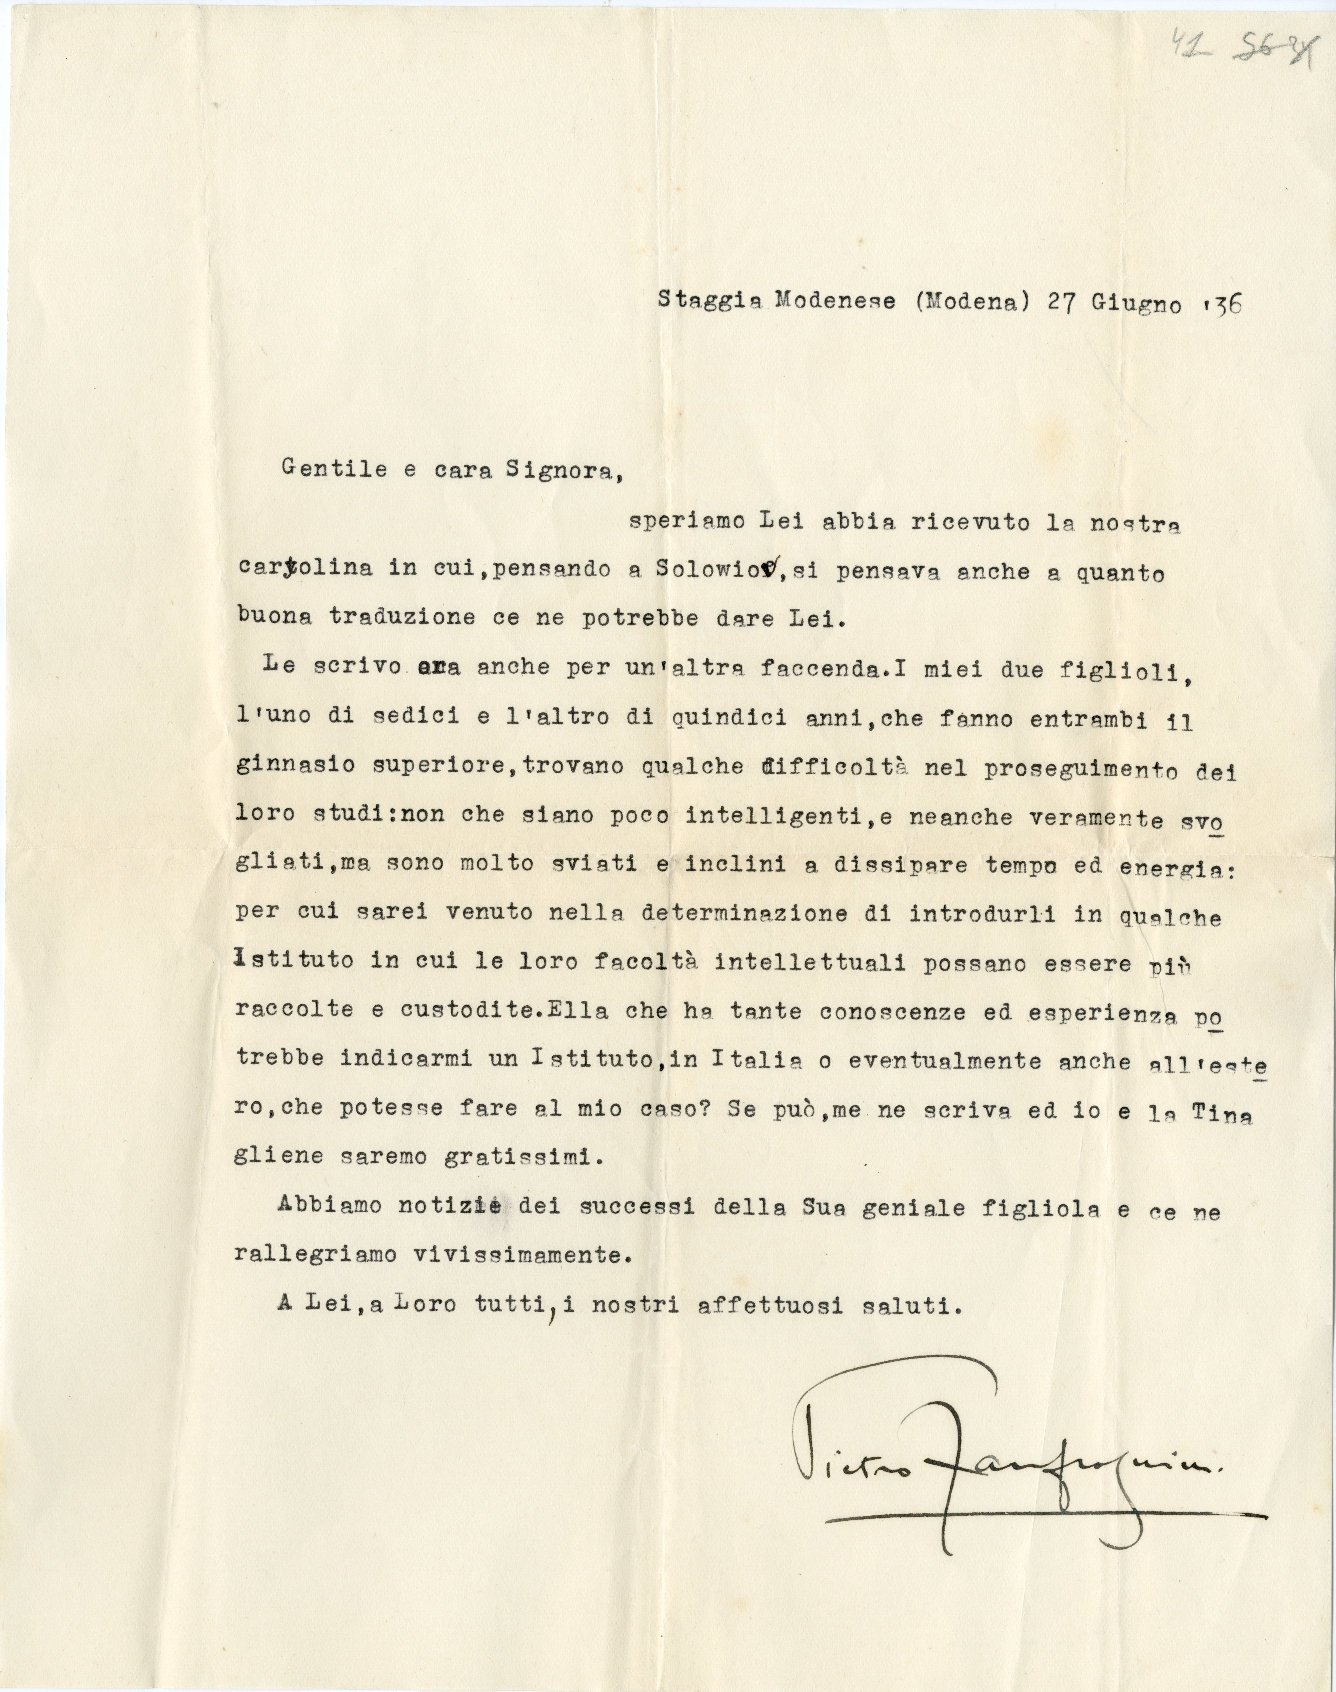 41
Staggia Modenese (Modena) 27 Giugno '36
Gentile e cara Signora,
speriamo Lei abbia ricevuto la nostra
cartolina in cui,pensando a Solowiov,si pensava anche a quanto
buona traduzione ce ne potrebbe dare Lei.
Le scrivo ora anche per un'altra faccenda.I miei due figlioli,
l'uno di sedici e l'altro di quindici anni,che fanno entrambi il
ginnasio superiore,trovano qualche difficoltà nel proseguimento dei
loro studi:non che siano poco intelligenti,e neanche veramente svo
gliati,ma sono molto sviati e inclini a dissipare tempo ed energia:
per cui sarei venuto nella determinazione di introdurli in qualche
Istituto in cui le loro facoltà intellettuali possano essere più
raccolte e custodite.Ella che ha tante conoscenze ed esperienza po
trebbe indicarmi un Istituto,in Italia o eventualmente anche all'este
ro,che potesse fare al mio caso? Se può,me ne scriva ed io e la Tina
gliene saremo gratissimi.
Abbiamo notizie dei successi della Sua geniale figliola e ce ne
rallegriamo vivissimamente.
A Lei,a Loro tutti,i nostri affettuosi saluti.
Pietro Zanfrognini.